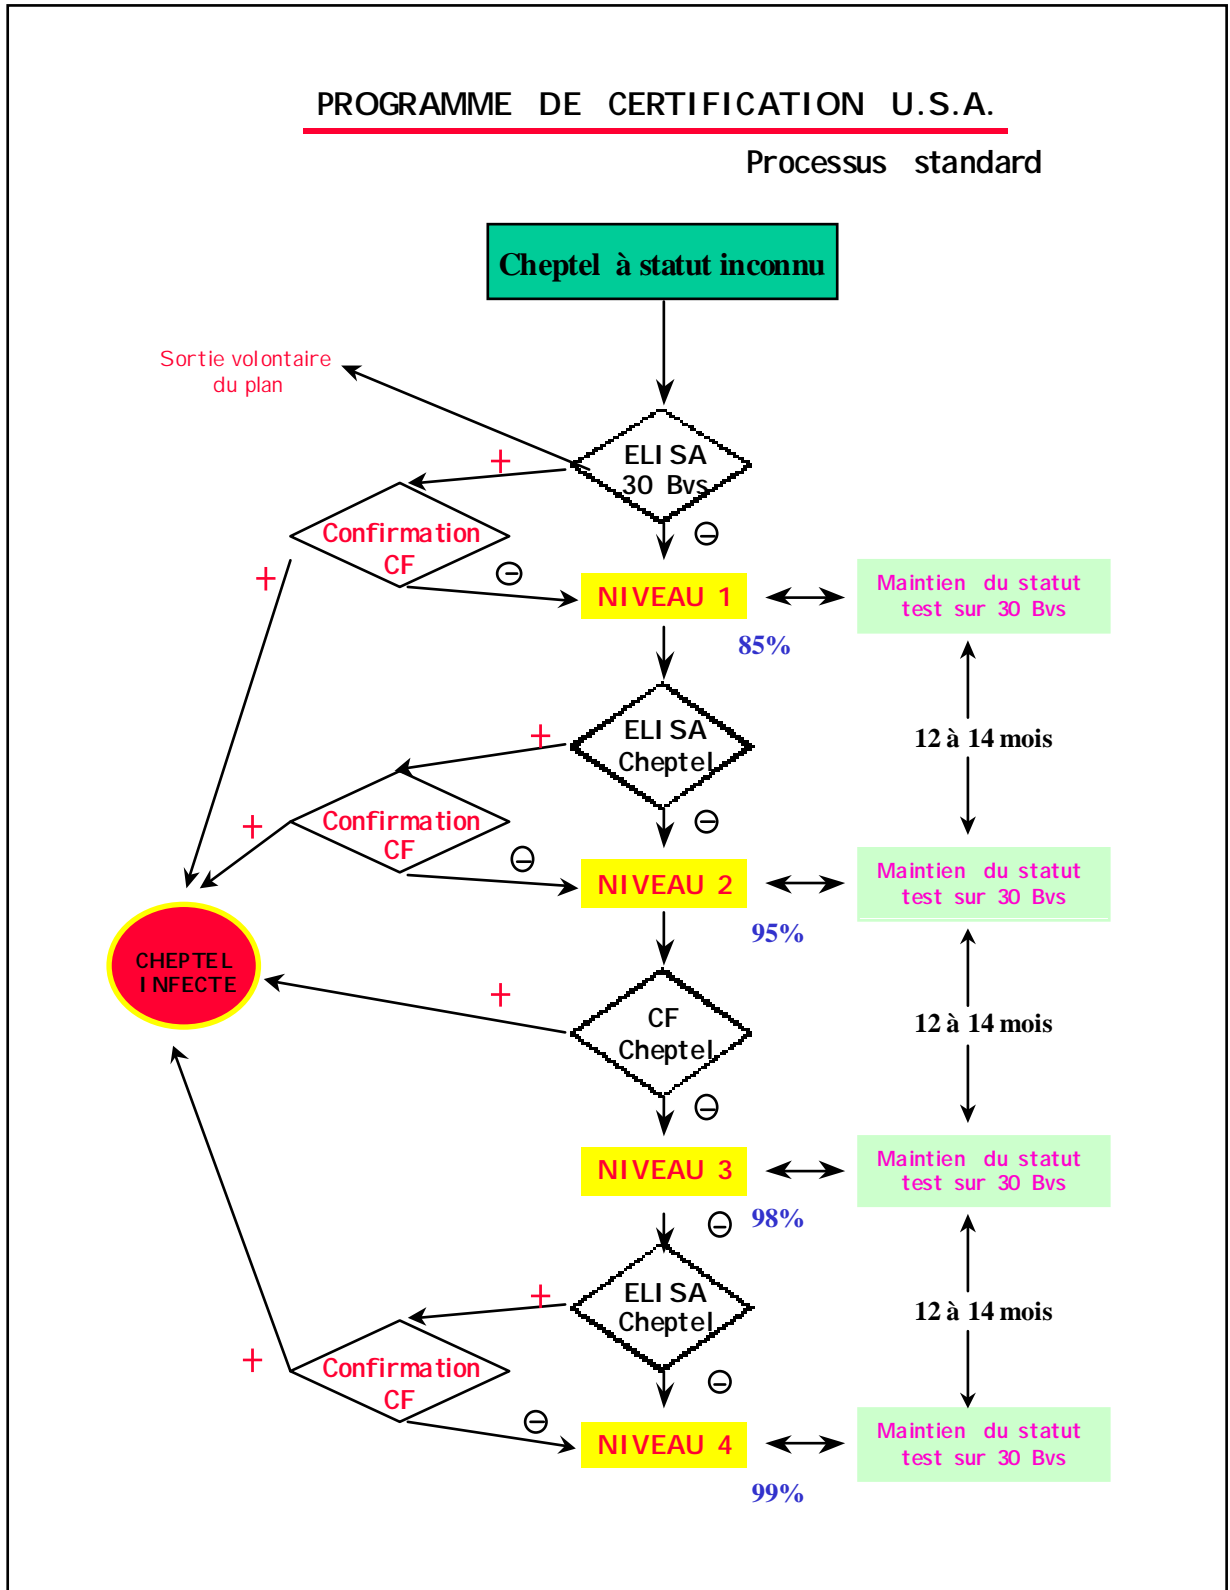 PROGRAMME DE CERTIFICATION U.S.A.
Processus standard
Cheptel à statut inconnu
Sortie volontaire
du plan
ELISA
30 Bvs
+
Confirmation
CF
+
NIVEAU 1
85%
Maintien du statut
test sur 30 Bvs
ELISA
Cheptel
+
12 à 14 mois
Confirmation
CF
+
NIVEAU 2
95%
Maintien du statut
test sur 30 Bvs
CHEPTEL
INFECTE
+
CF
Cheptel
12 à 14 mois
NIVEAU 3
98%
Maintien du statut
test sur 30 Bvs
ELISA
Cheptel
+
12 à 14 mois
Confirmation
CF
+
NIVEAU 4
99%
Maintien du statut
test sur 30 Bvs